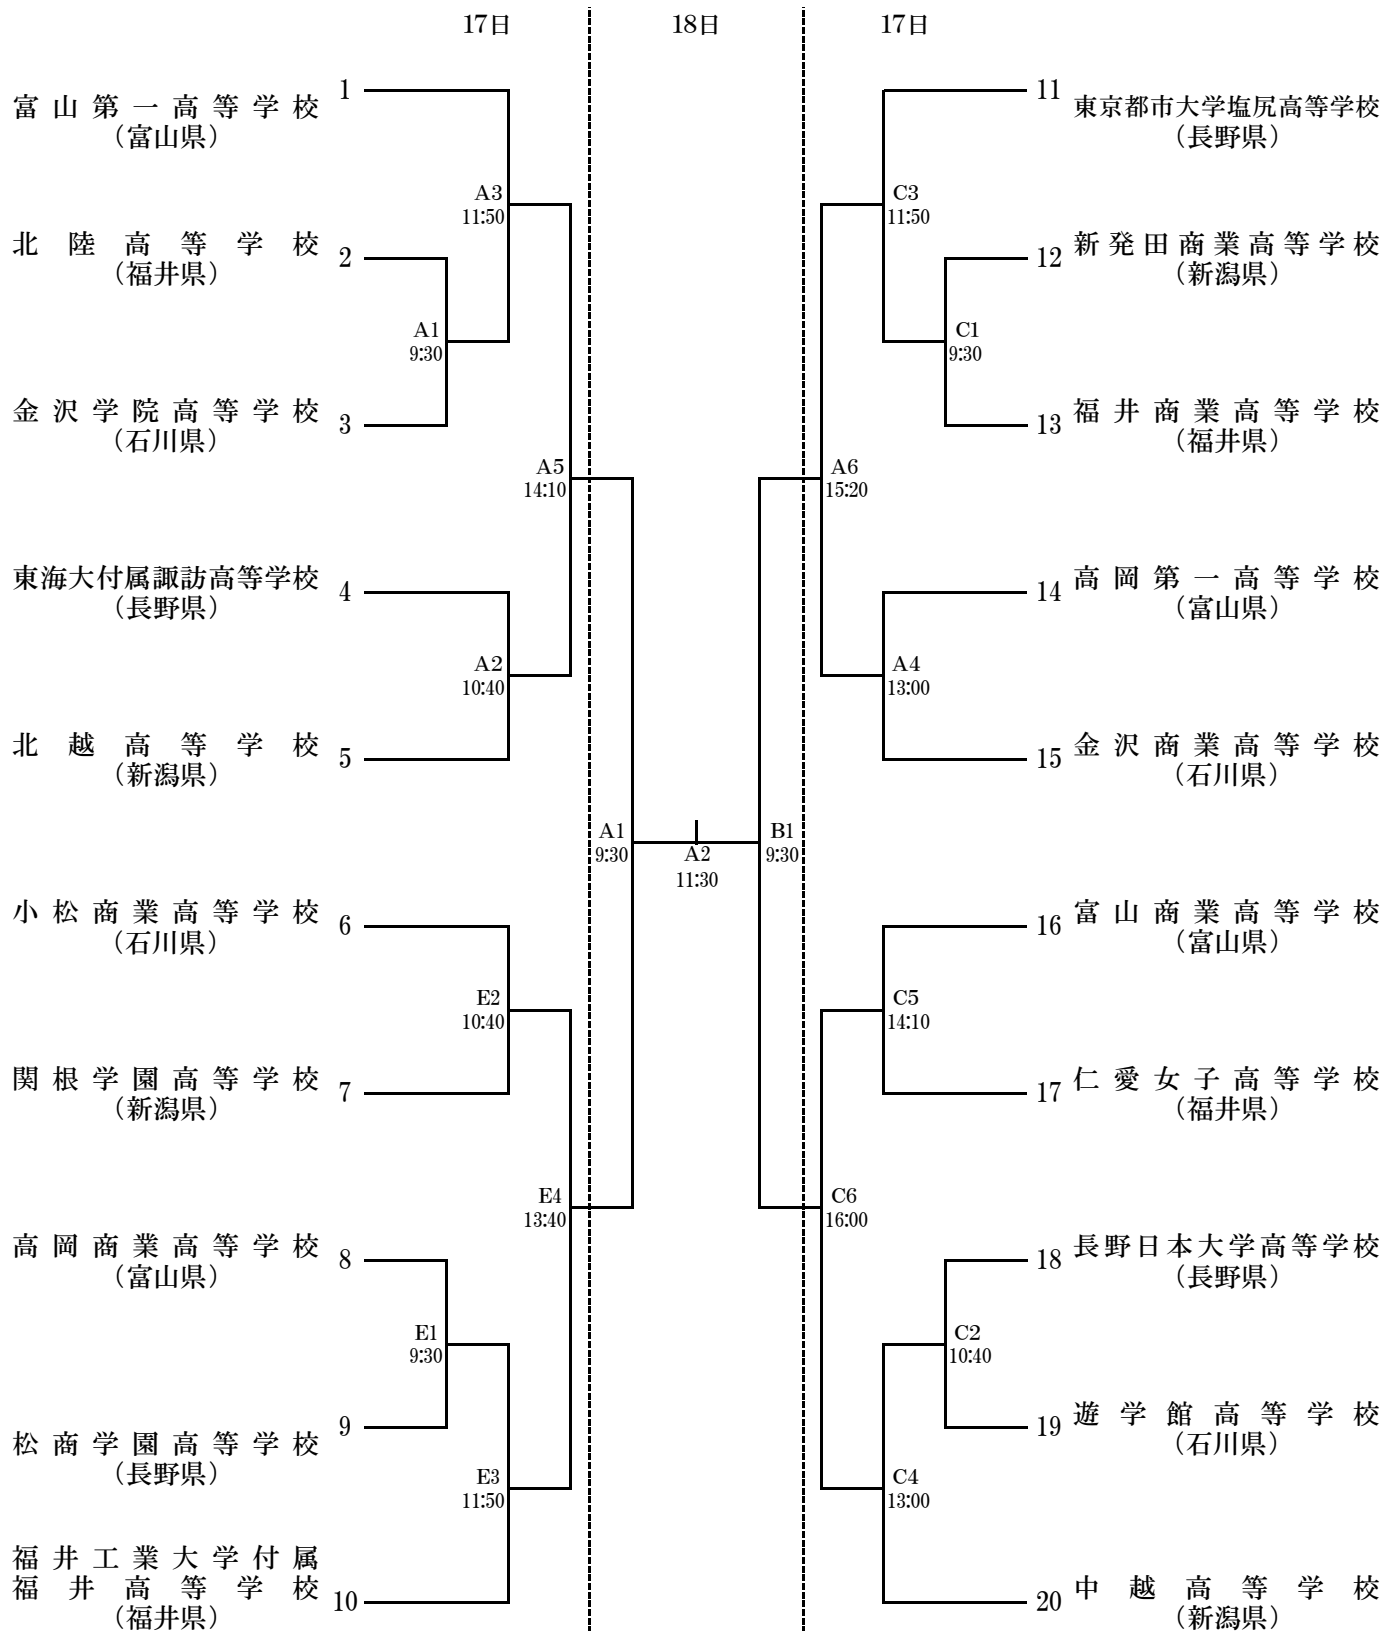 17日
18日
17日
富山第一高等学校
(富山県)
1
北陸高等学校
(福井県)
2
金沢学院高等学校
(石川県)
3
東海大付属諏訪高等学校
(長野県)
4
北越高等学校
(新潟県)
5
小松商業高等学校
(石川県)
6
関根学園高等学校
(新潟県)
7
高岡商業高等学校
(富山県)
8
松商学園高等学校
(長野県)
9
福井工業大学付属
福井高等学校
(福井県)
10
A3
11:50
A1
9:30
A5
14:10
A2
10:40
E2
10:40
E4
13:40
E1
9:30
E3
11:50
A1
9:30
A2
11:30
B1
9:30
C3
11:50
C1
9:30
A6
15:20
A4
13:00
C5
14:10
C6
16:00
C2
10:40
C4
13:00
11
東京都市大学塩尻高等学校
(長野県)
12
新発田商業高等学校
(新潟県)
13
福井商業高等学校
(福井県)
14
高岡第一高等学校
(富山県)
15
金沢商業高等学校
(石川県)
16
富山商業高等学校
(富山県)
17
仁愛女子高等学校
(福井県)
18
長野日本大学高等学校
(長野県)
19
遊学館高等学校
(石川県)
20
中越高等学校
(新潟県)